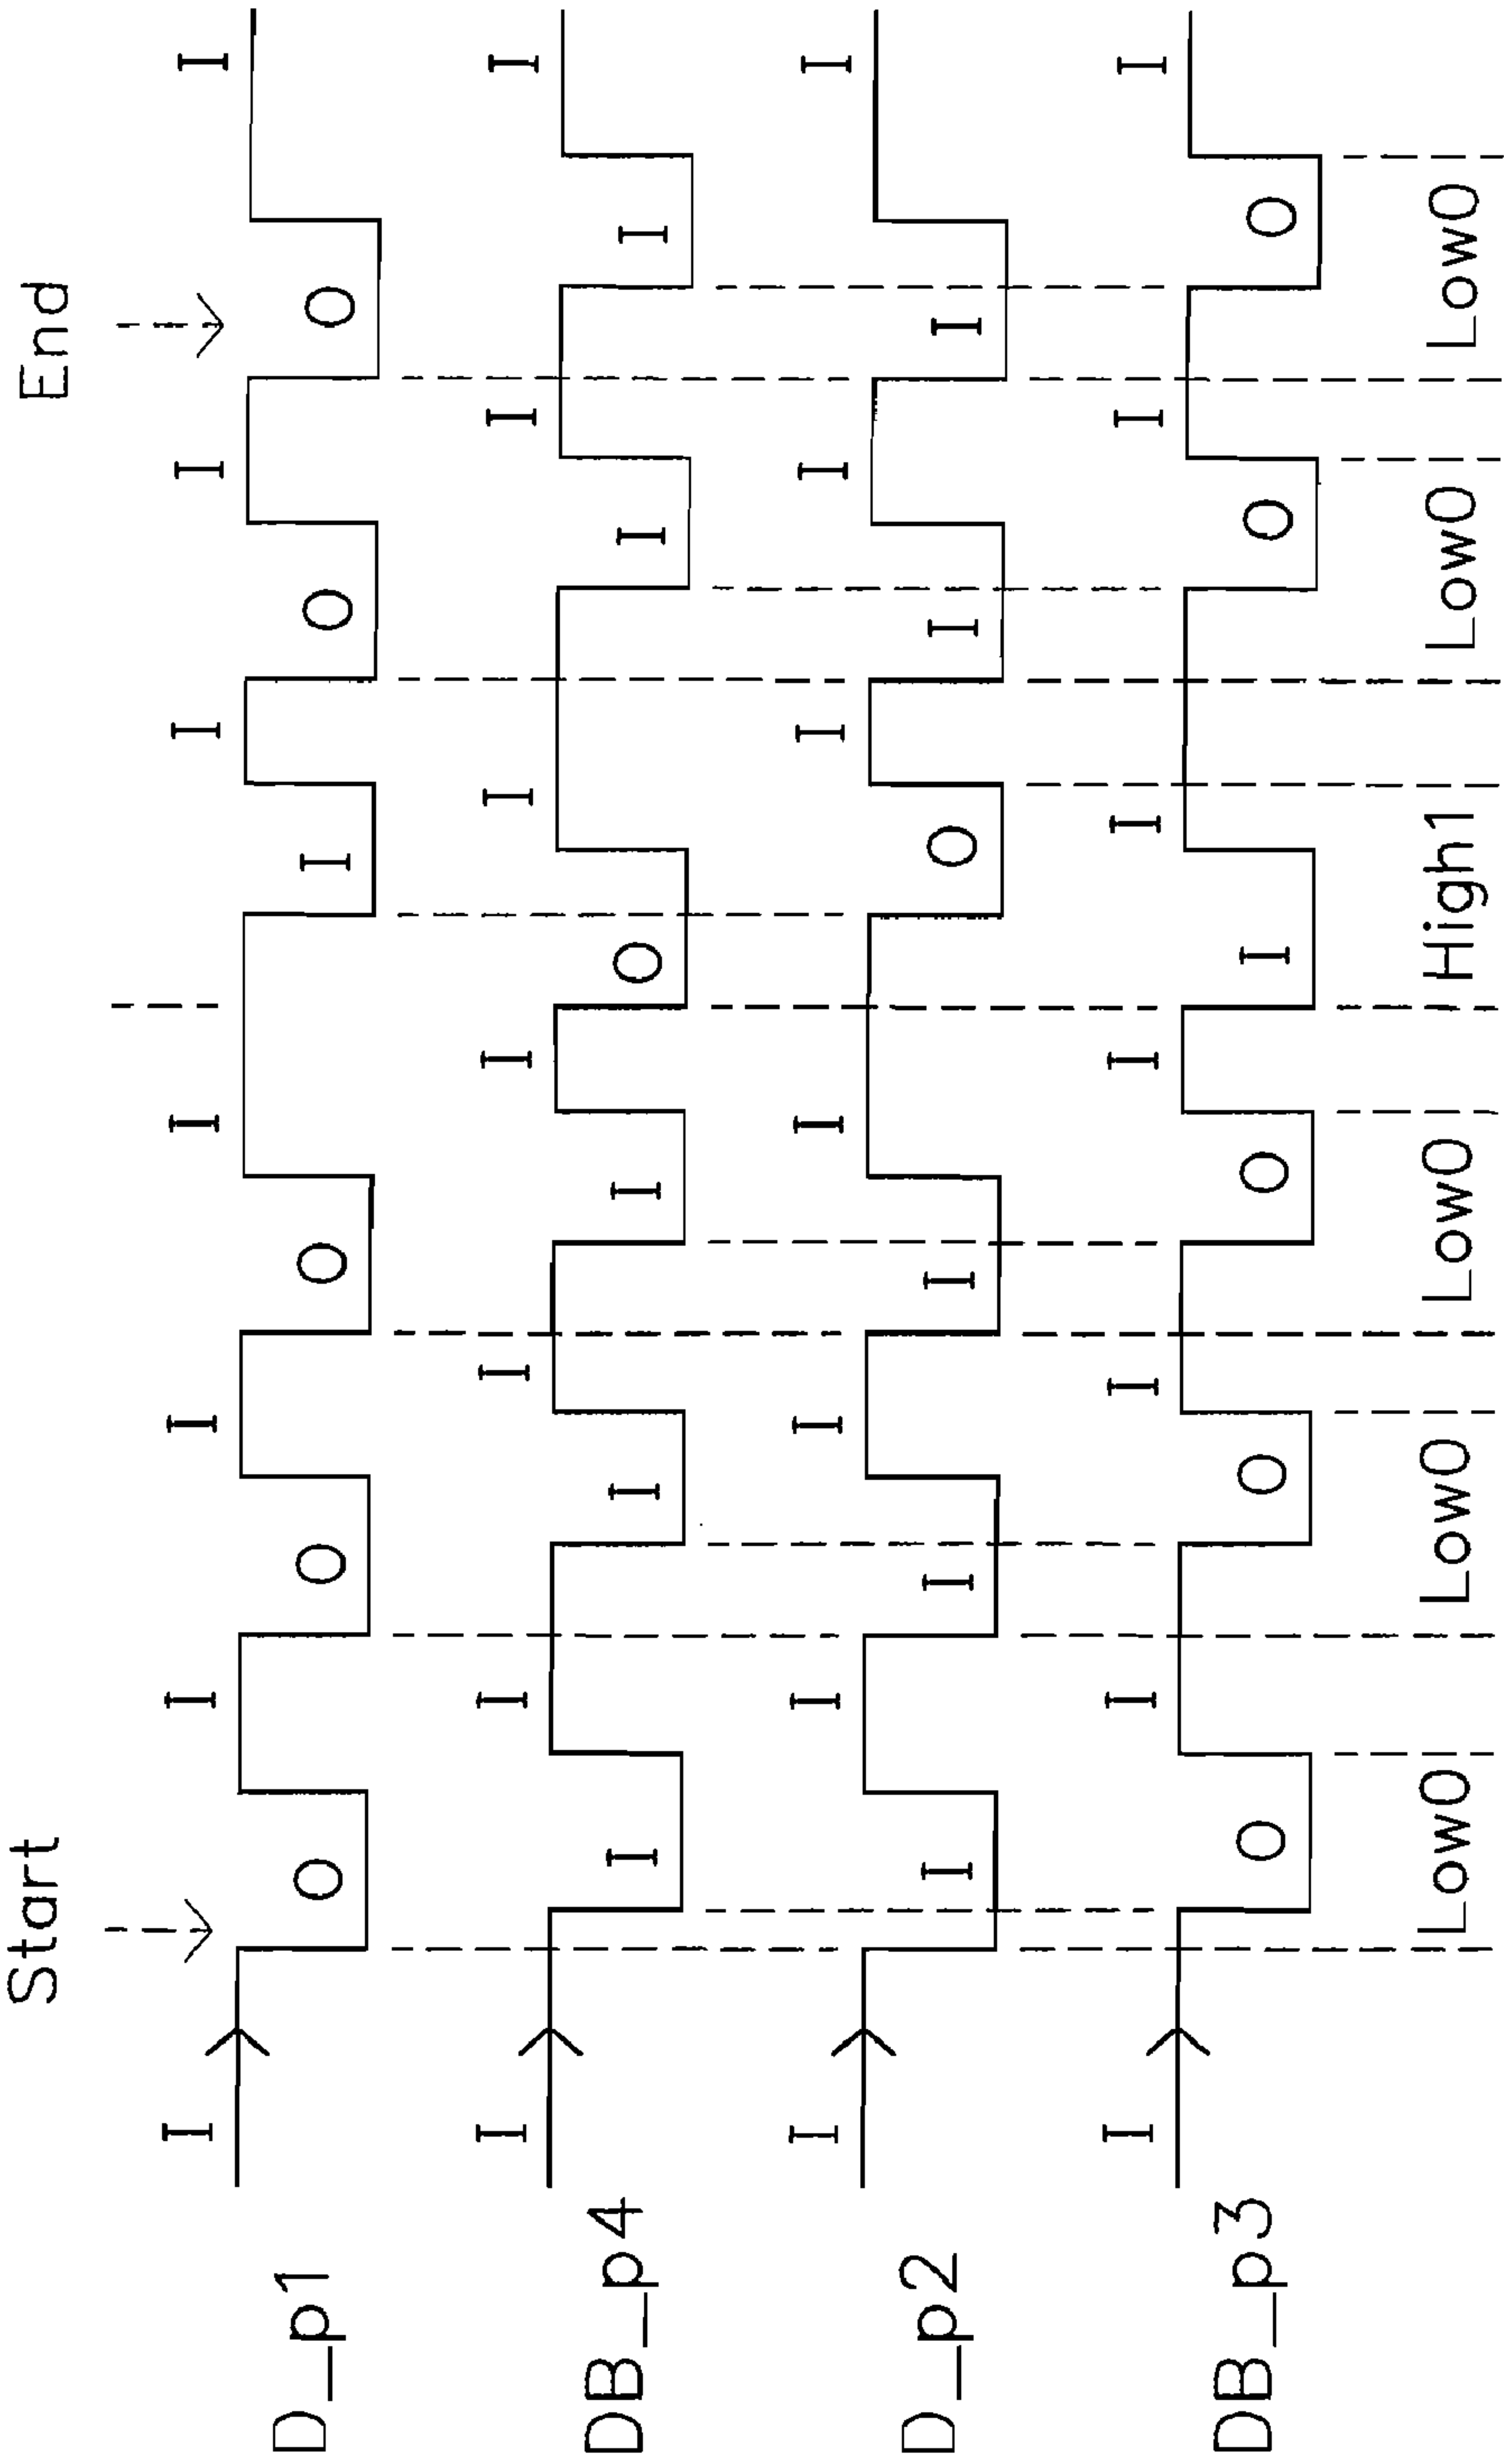 Start End
I I I I I I I
D_p1 O O O I O O
I I I I I I I
DB_p4 I I I O I I
I I I I I I I
D_p2 I I I O I I
I I I I I I I
DB_p3 O O O I O O
Low0 Low0 Low0 High1 Low0 Low0